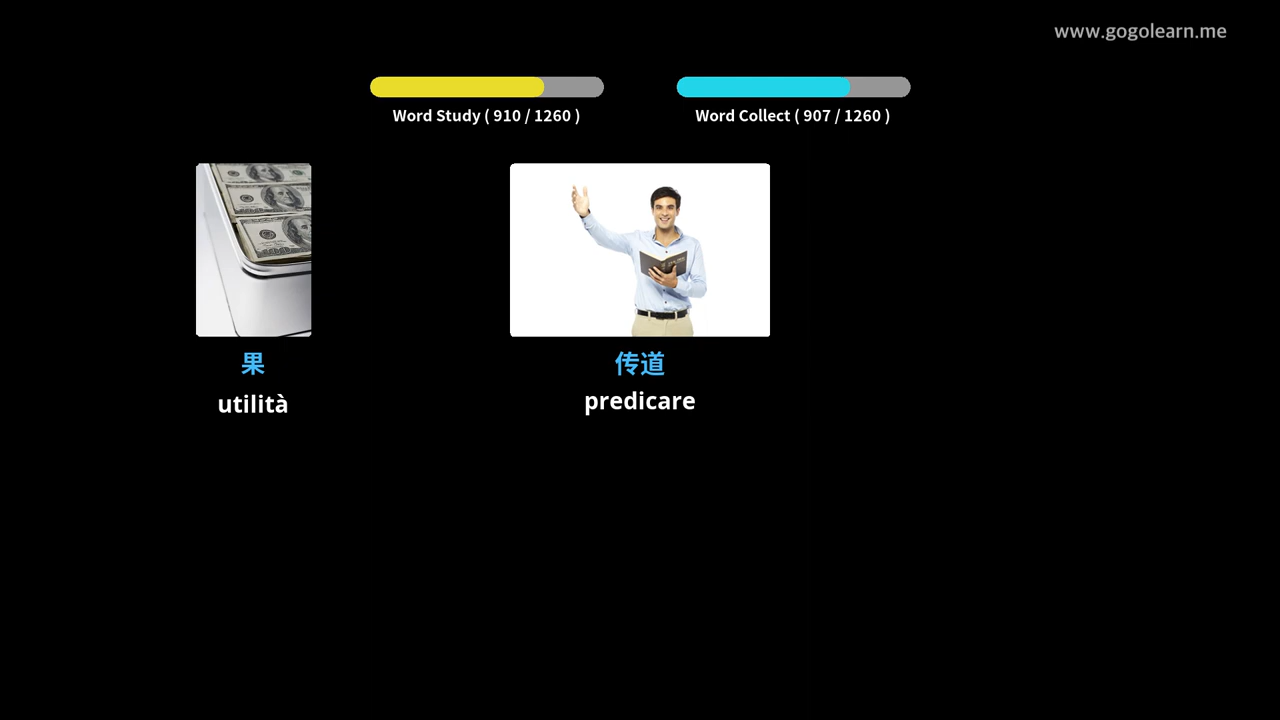 www.gogolearn.me
Word Study ( 910 / 1260 )
Word Collect ( 907 / 1260 )
果
utilità
传道
predicare